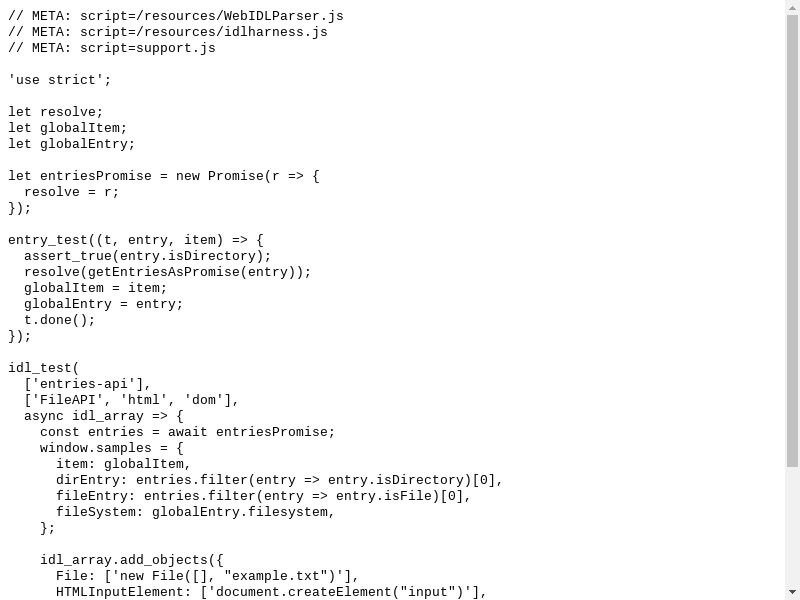 // META: script=/resources/WebIDLParser.js
// META: script=/resources/idlharness.js
// META: script=support.js

'use strict';

let resolve;
let globalItem;
let globalEntry;

let entriesPromise = new Promise(r => {
  resolve = r;
});

entry_test((t, entry, item) => {
  assert_true(entry.isDirectory);
  resolve(getEntriesAsPromise(entry));
  globalItem = item;
  globalEntry = entry;
  t.done();
});

idl_test(
  ['entries-api'],
  ['FileAPI', 'html', 'dom'],
  async idl_array => {
    const entries = await entriesPromise;
    window.samples = {
      item: globalItem,
      dirEntry: entries.filter(entry => entry.isDirectory)[0],
      fileEntry: entries.filter(entry => entry.isFile)[0],
      fileSystem: globalEntry.filesystem,
    };

    idl_array.add_objects({
      File: ['new File([], "example.txt")'],
      HTMLInputElement: ['document.createElement("input")'],